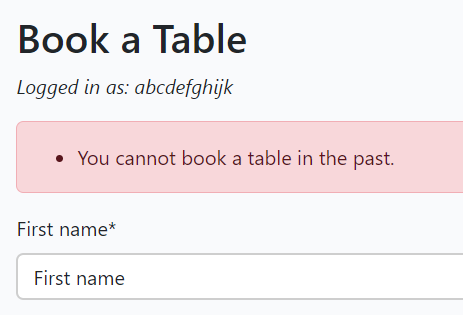 Book a Table
Logged in as: abcdefghijk
• You cannot book a table in the past.
First name*
First name